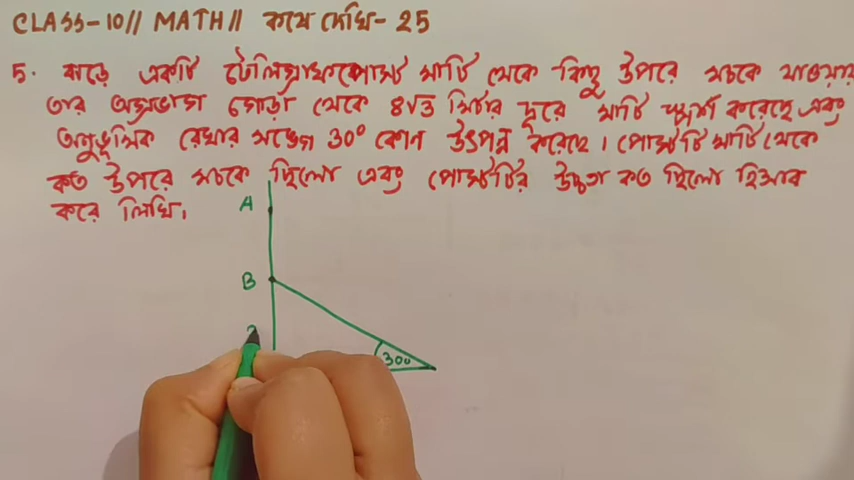 CLASS-10// MATH// কষে দেখি-25
5. ঝড়ে একটি টেলিগ্রাফপোস্ট মাটি থেকে কিছু উপরে মচকে যাওয়ায়
তার অগ্রভাগ গোড়া থেকে 8√3 মিটার দূরে মাটি স্পর্শ করেছে এবং
অনুভূমিক রেখার সঙ্গে 30° কোন উৎপন্ন করেছে। পোস্টটি মাটি থেকে
কত উপরে মচকে ছিলো এবং পোস্টটির উচ্চতা কত ছিলো হিসাব
করে লিখি।
A
B
30°